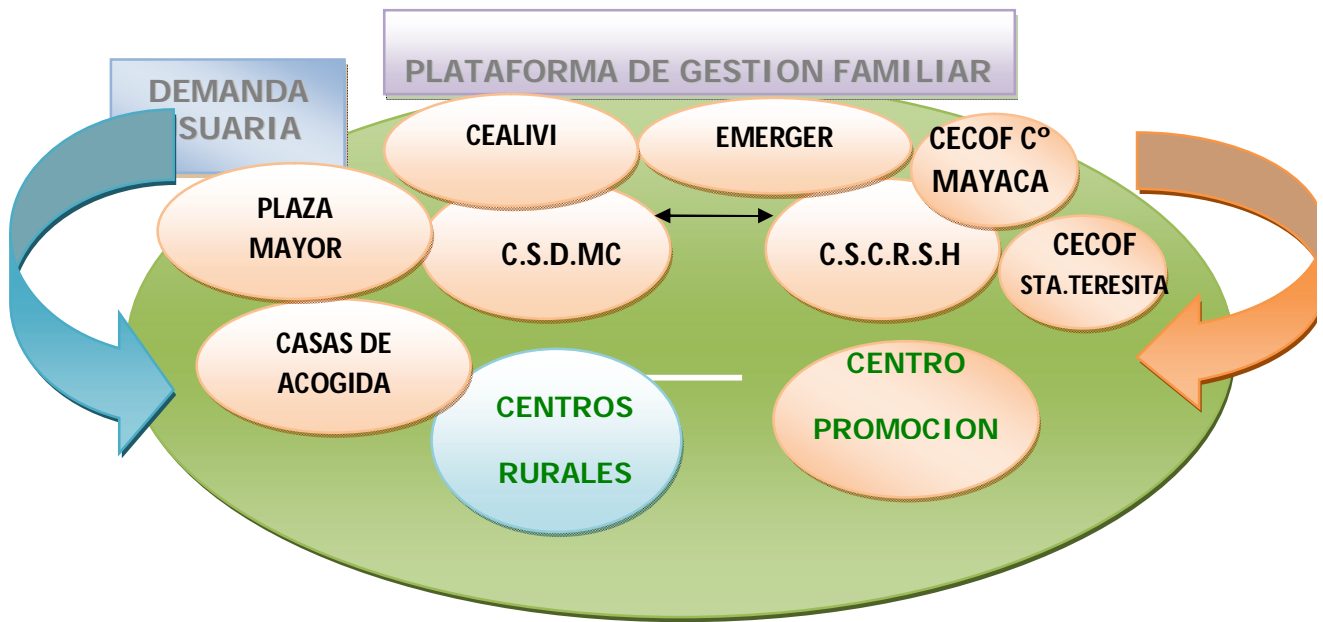 PLATAFORMA DE GESTION FAMILIAR
DEMANDA
SUARIA
CEALIVI
EMERGER
CECOF Cº
MAYACA
PLAZA
MAYOR
C.S.D.MC
C.S.C.R.S.H
CECOF
STA.TERESITA
CASAS DE
ACOGIDA
CENTROS
RURALES
CENTRO
PROMOCION